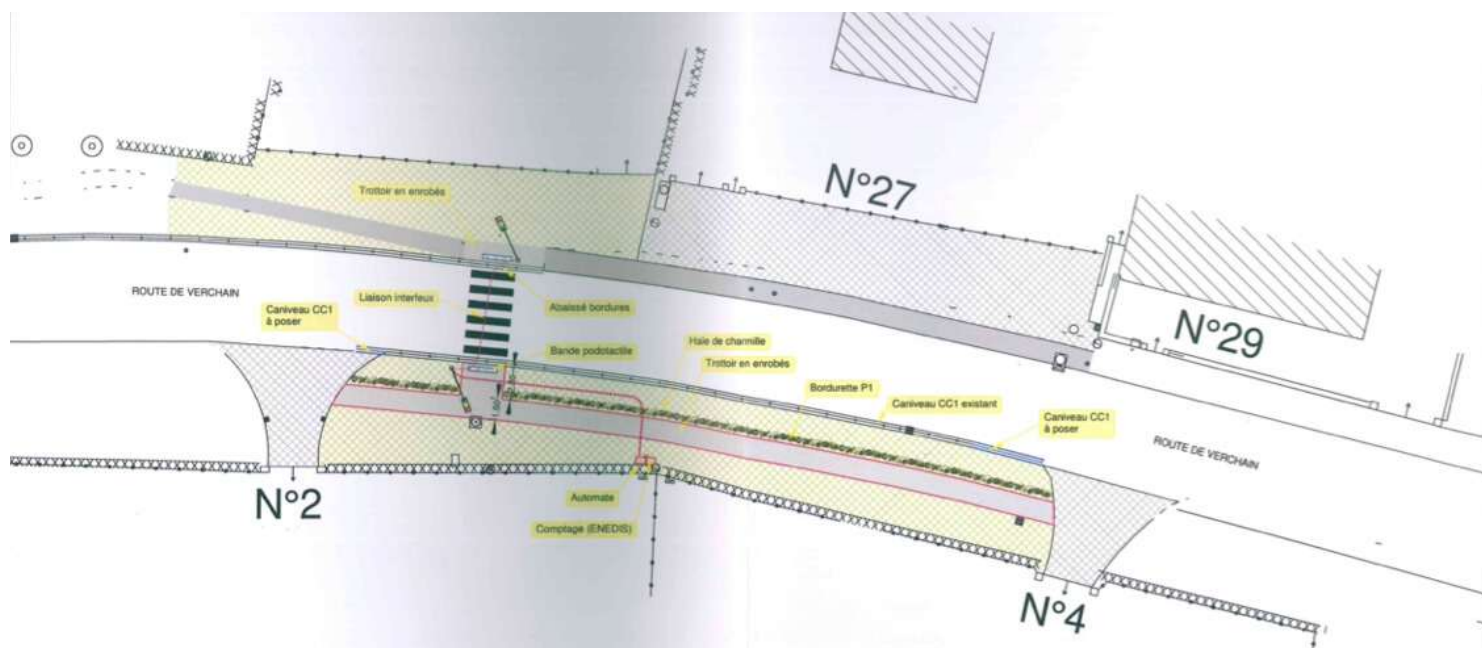 N°27
Trottoir en enrobés
ROUTE DE VERCHAIN
Liaison interfeux
Abaissé bordures
Caniveau CC1
à poser
N°29
Bande podotactile
Haie de charmille
Trottoir en enrobés
Bordurette P1
Caniveau CC1 existant
Caniveau CC1
à poser
ROUTE DE VERCHAIN
N°2
Automate
Comptage (ENEDIS)
N°4